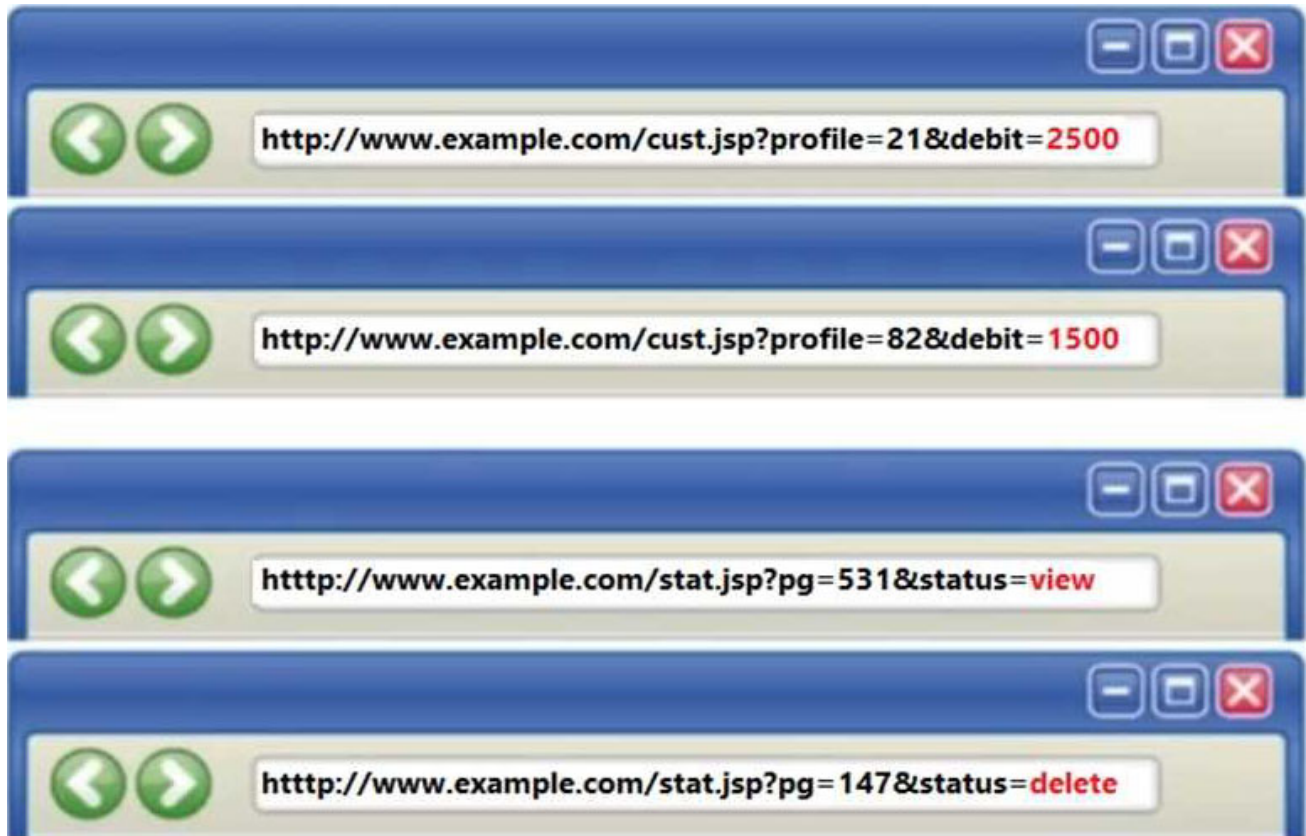 http://www.example.com/cust.jsp?profile=21&debit=2500
http://www.example.com/cust.jsp?profile=82&debit=1500
htttp://www.example.com/stat.jsp?pg=531&status=view
htttp://www.example.com/stat.jsp?pg=147&status=delete